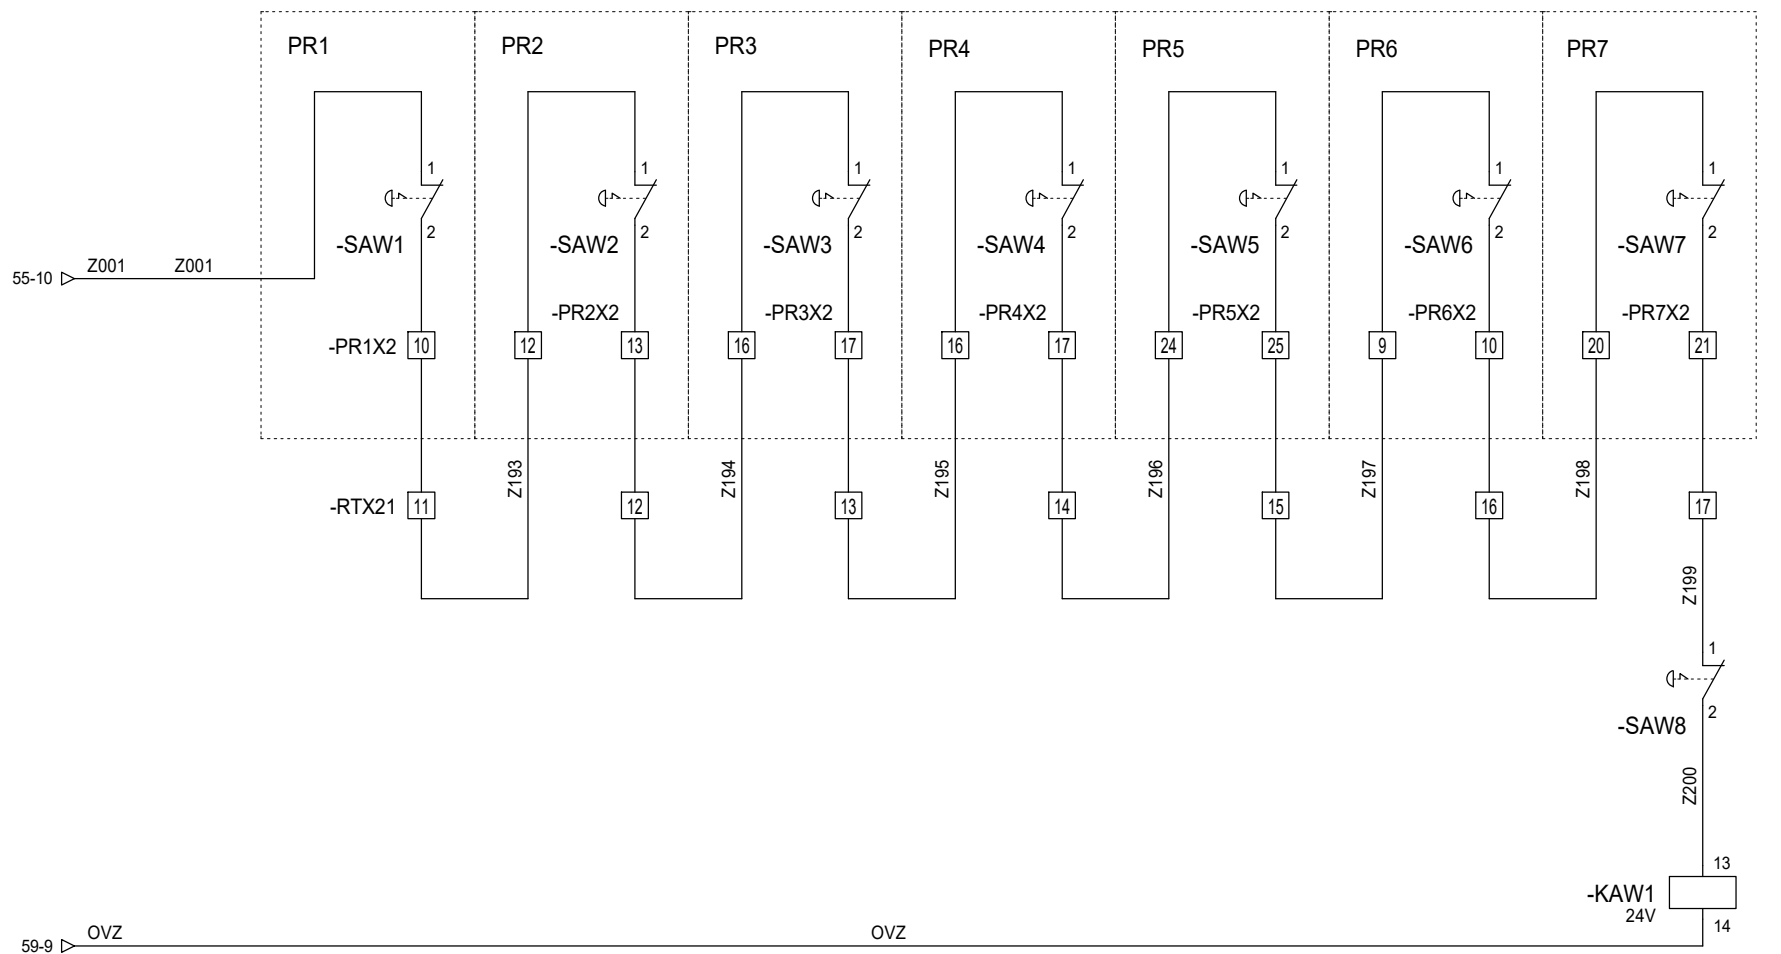 PR1 PR2 PR3 PR4 PR5 PR6 PR7
1 1 1 1 1 1 1
2 2 2 2 2 2 2
-SAW1 -SAW2 -SAW3 -SAW4 -SAW5 -SAW6 -SAW7
55-10 Z001 Z001
-PR2X2 -PR3X2 -PR4X2 -PR5X2 -PR6X2 -PR7X2
-PR1X2 10 12 13 16 17 16 17 24 25 9 10 20 21
Z193 Z194 Z195 Z196 Z197 Z198
-RTX21 11 12 13 14 15 16 17
Z199
1
2
-SAW8
Z200
13
-KAW1
24V
14
59-9 OVZ OVZ